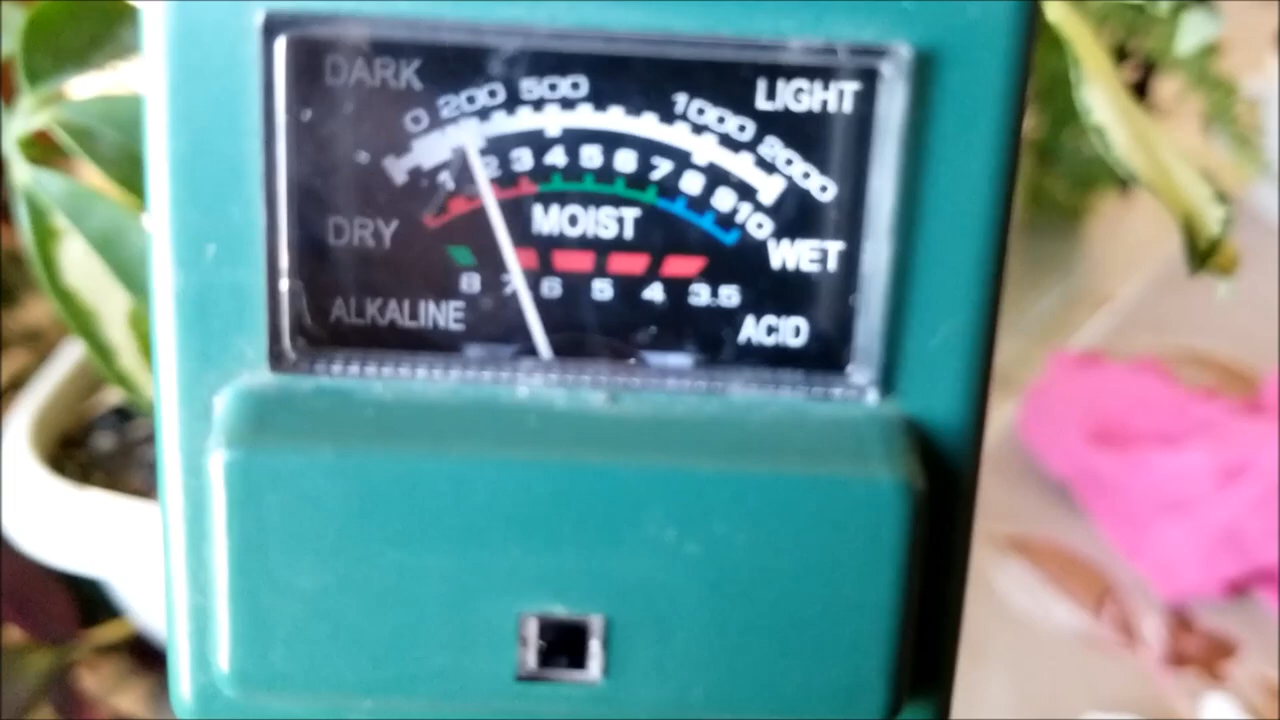 DARK LIGHT
0 200 500 1000 2000
1 2 3 4 5 6 7 8 9 10
DRY MOIST WET
8 7 6 5 4 3.5
ALKALINE ACID